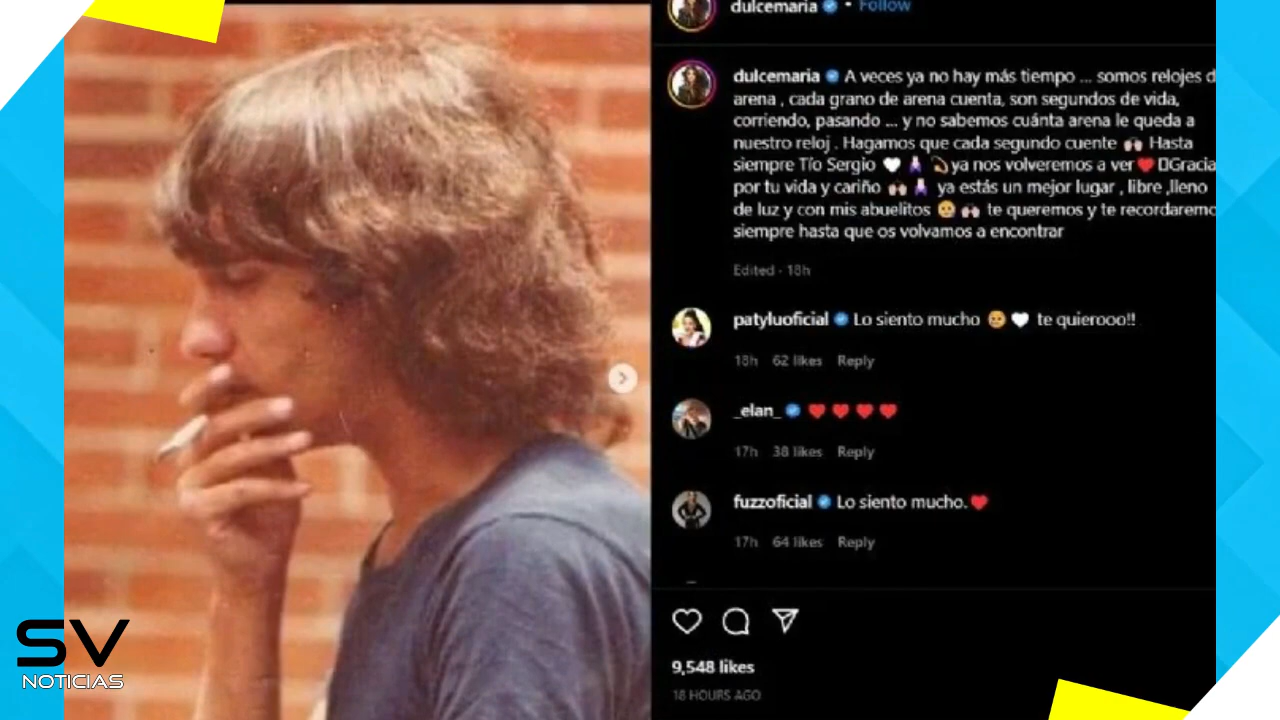 dulcemaria • Follow
dulcemaria A veces ya no hay más tiempo ... somos relojes d
arena , cada grano de arena cuenta, son segundos de vida,
corriendo, pasando ... y no sabemos cuánta arena le queda a
nuestro reloj . Hagamos que cada segundo cuente 🙌🏻 Hasta
siempre Tío Sergio 🤍 🧘🏻‍♀️ 💫 ya nos volveremos a ver ❤️ Gracia
por tu vida y cariño 🙌🏻 🧘🏻‍♀️ ya estás un mejor lugar , libre ,lleno
de luz y con mis abuelitos 🥲 🙌🏻 te queremos y te recordaremo
siempre hasta que os volvamos a encontrar
Edited · 18h
patyluoficial Lo siento mucho 😢 🤍 te quierooo!!
18h 62 likes Reply
_elan_ ❤️ ❤️ ❤️ ❤️
17h 38 likes Reply
fuzzoficial Lo siento mucho. ❤️
17h 64 likes Reply
9,548 likes
18 HOURS AGO
SV
NOTICIAS